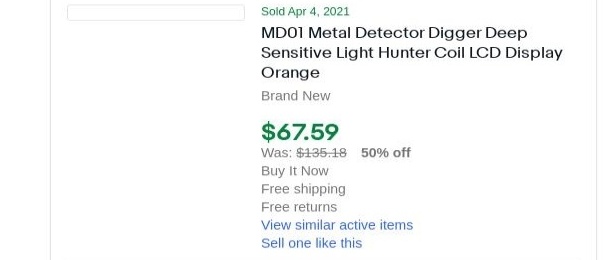 Sold Apr 4, 2021
MD01 Metal Detector Digger Deep
Sensitive Light Hunter Coil LCD Display
Orange
Brand New
$67.59
Was: $135.18 50% off
Buy It Now
Free shipping
Free returns
View similar active items
Sell one like this